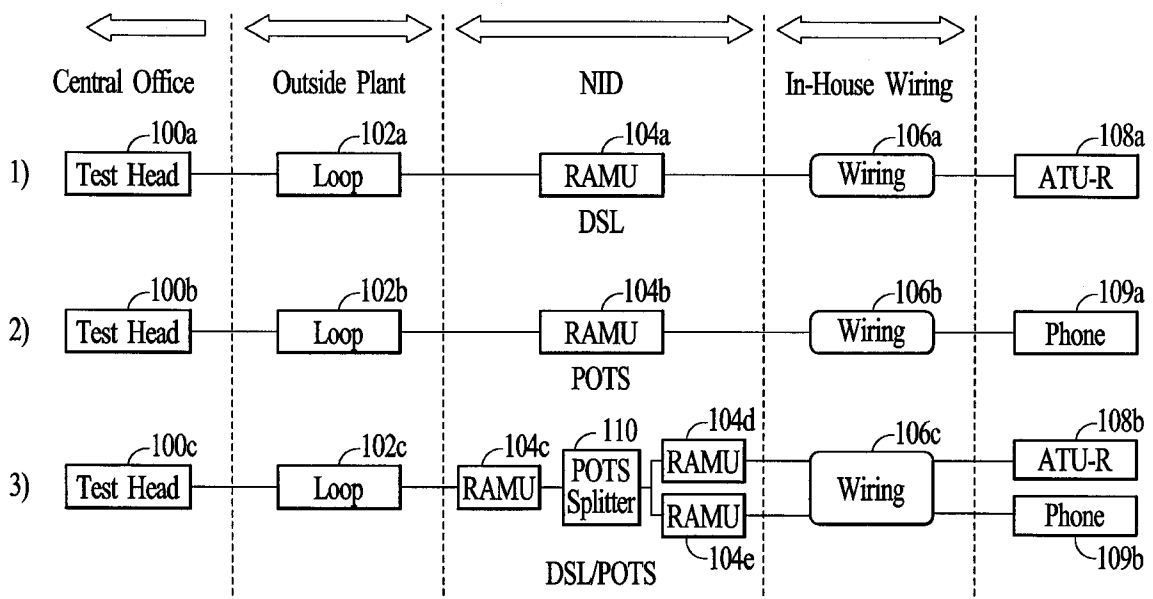 Central Office Outside Plant NID In-House Wiring
100a 102a 104a 106a 108a
1) Test Head Loop RAMU Wiring ATU-R
DSL
100b 102b 104b 106b 109a
2) Test Head Loop RAMU Wiring Phone
POTS
100c 102c 104c 110 104d 106c 108b
3) Test Head Loop RAMU POTS Splitter RAMU Wiring ATU-R
RAMU Phone
104e 109b
DSL/POTS